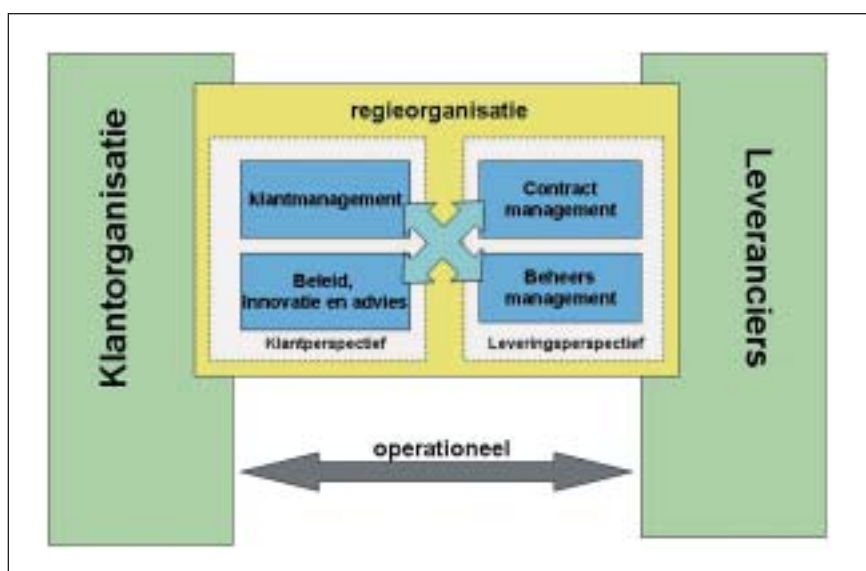 Klantorganisatie
regieorganisatie
klantmanagement
Beleid,
Innovatie en advies
Klantperspectief
Contract
management
Beheers
management
Leveringsperspectief
Leveranciers
operationeel